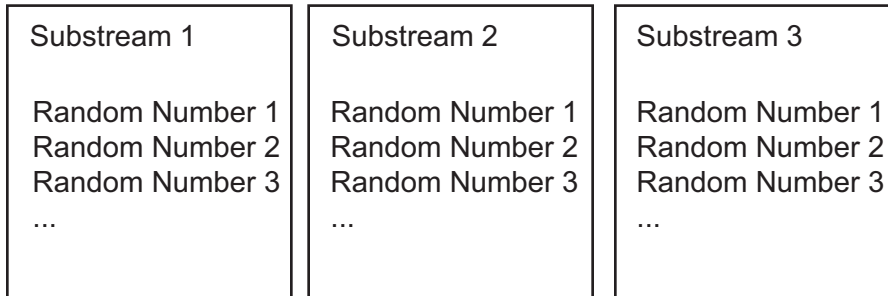 Substream 1
Random Number 1
Random Number 2
Random Number 3
...
Substream 2
Random Number 1
Random Number 2
Random Number 3
...
Substream 3
Random Number 1
Random Number 2
Random Number 3
...